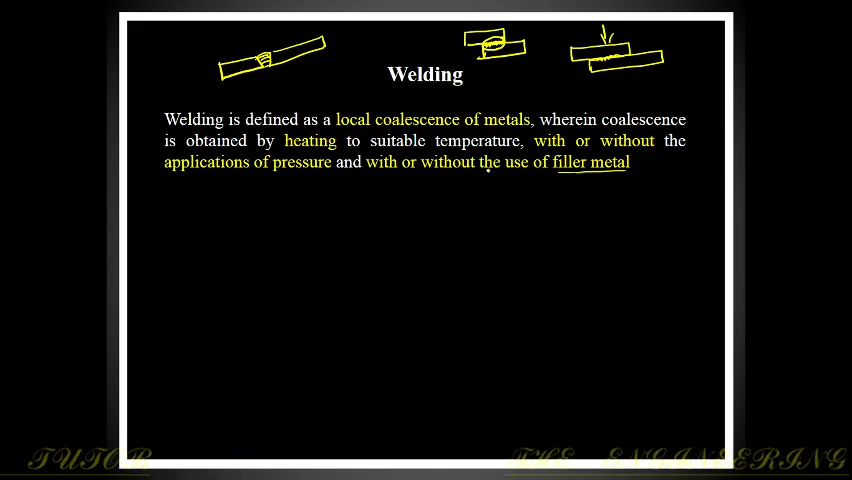 Welding
Welding is defined as a local coalescence of metals, wherein coalescence
is obtained by heating to suitable temperature, with or without the
applications of pressure and with or without the use of filler metal
TUTOR THE ENGINEERING